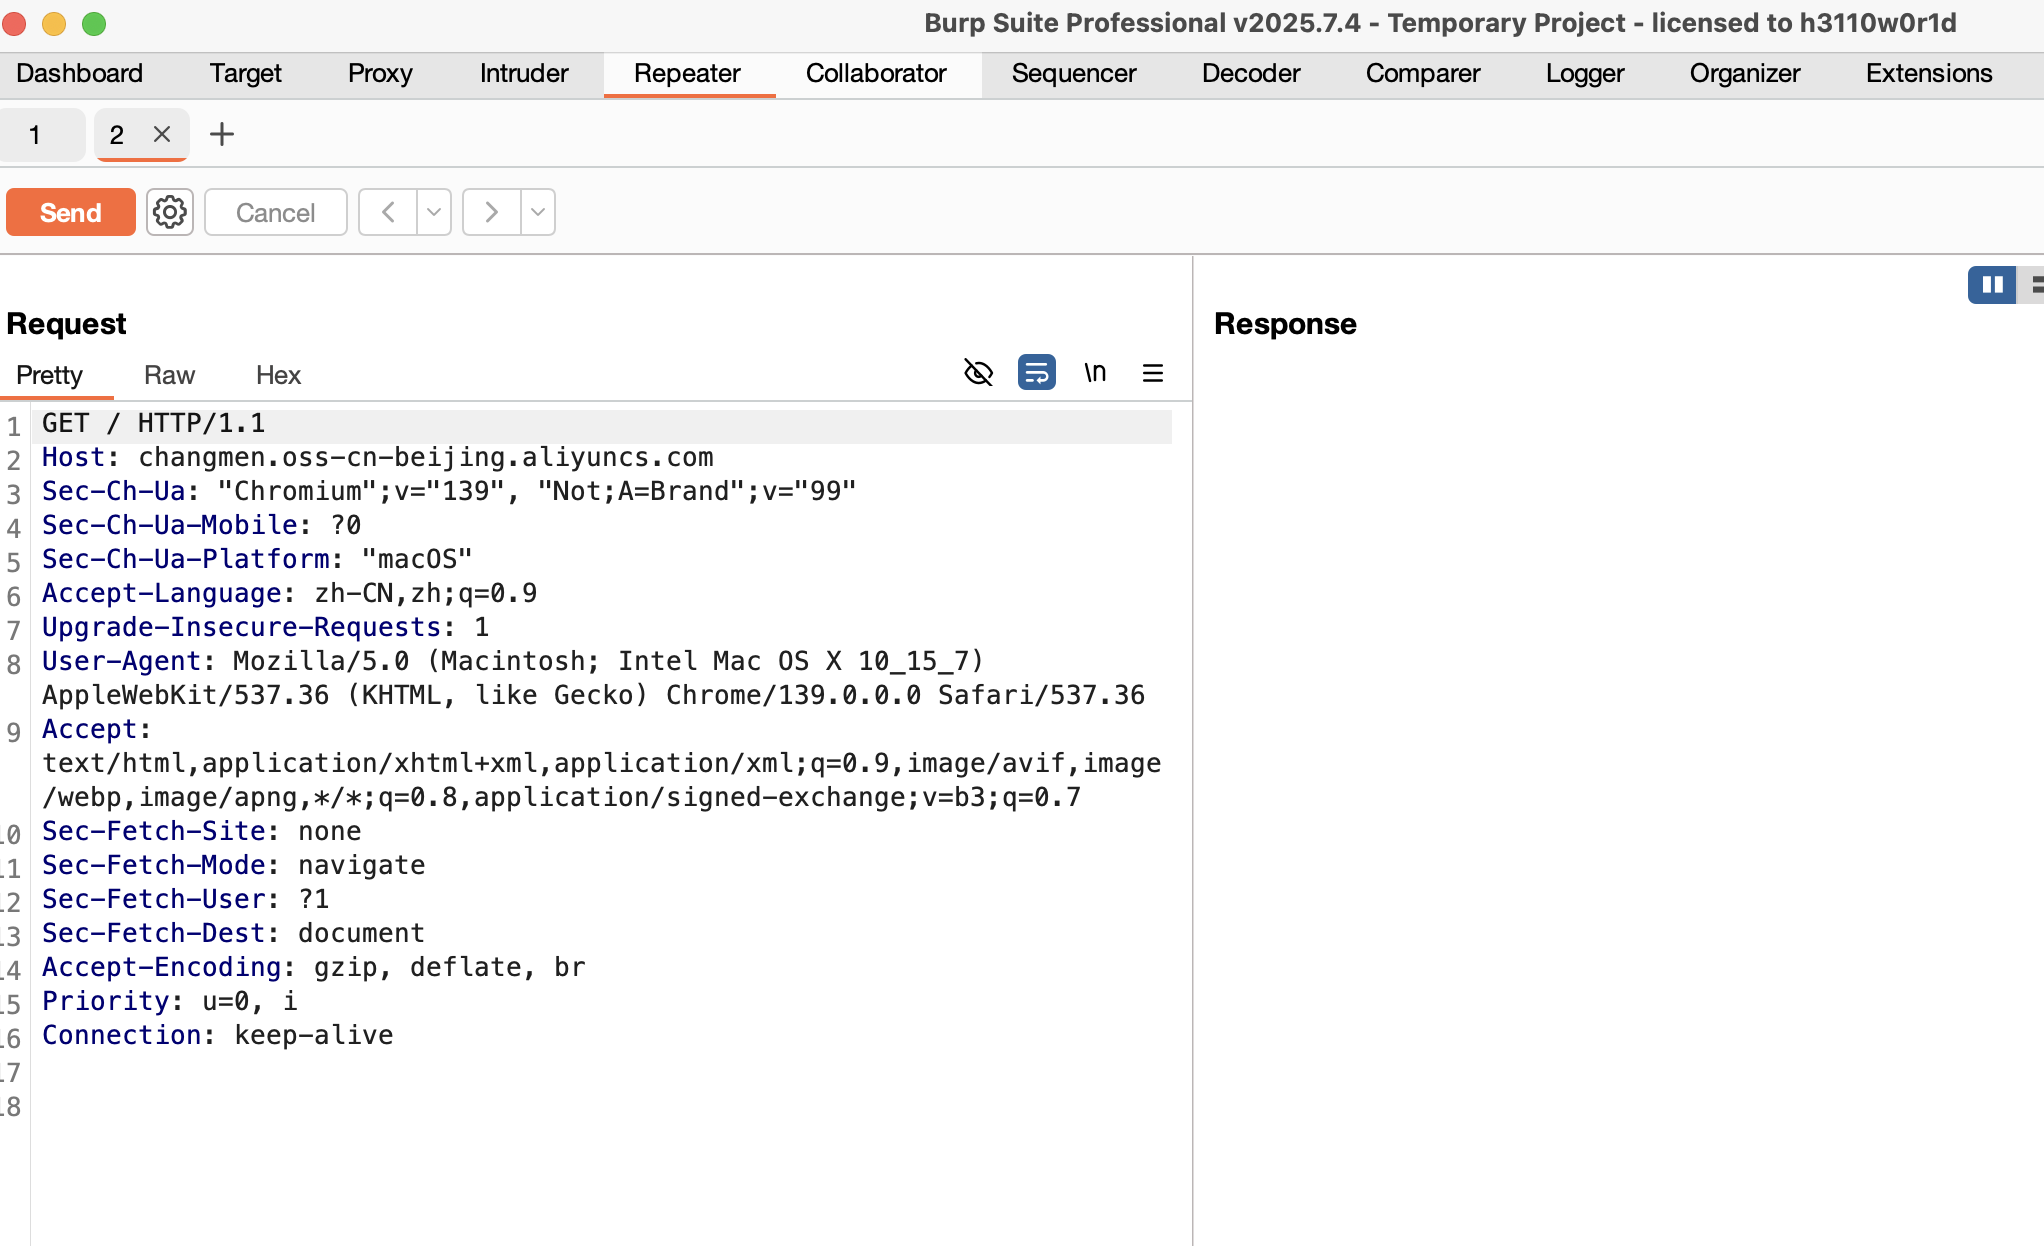 Burp Suite Professional v2025.7.4 - Temporary Project - licensed to h3110w0r1d
Dashboard Target Proxy Intruder Repeater Collaborator Sequencer Decoder Comparer Logger Organizer Extensions
1 2 × +
Send Cancel < >
Request
Response
Pretty Raw Hex \n
1 GET / HTTP/1.1
2 Host: changmen.oss-cn-beijing.aliyuncs.com
3 Sec-Ch-Ua: "Chromium";v="139", "Not;A=Brand";v="99"
4 Sec-Ch-Ua-Mobile: ?0
5 Sec-Ch-Ua-Platform: "macOS"
6 Accept-Language: zh-CN,zh;q=0.9
7 Upgrade-Insecure-Requests: 1
8 User-Agent: Mozilla/5.0 (Macintosh; Intel Mac OS X 10_15_7)
AppleWebKit/537.36 (KHTML, like Gecko) Chrome/139.0.0.0 Safari/537.36
9 Accept:
text/html,application/xhtml+xml,application/xml;q=0.9,image/avif,image
/webp,image/apng,*/*;q=0.8,application/signed-exchange;v=b3;q=0.7
10 Sec-Fetch-Site: none
11 Sec-Fetch-Mode: navigate
12 Sec-Fetch-User: ?1
13 Sec-Fetch-Dest: document
14 Accept-Encoding: gzip, deflate, br
15 Priority: u=0, i
16 Connection: keep-alive
17
18